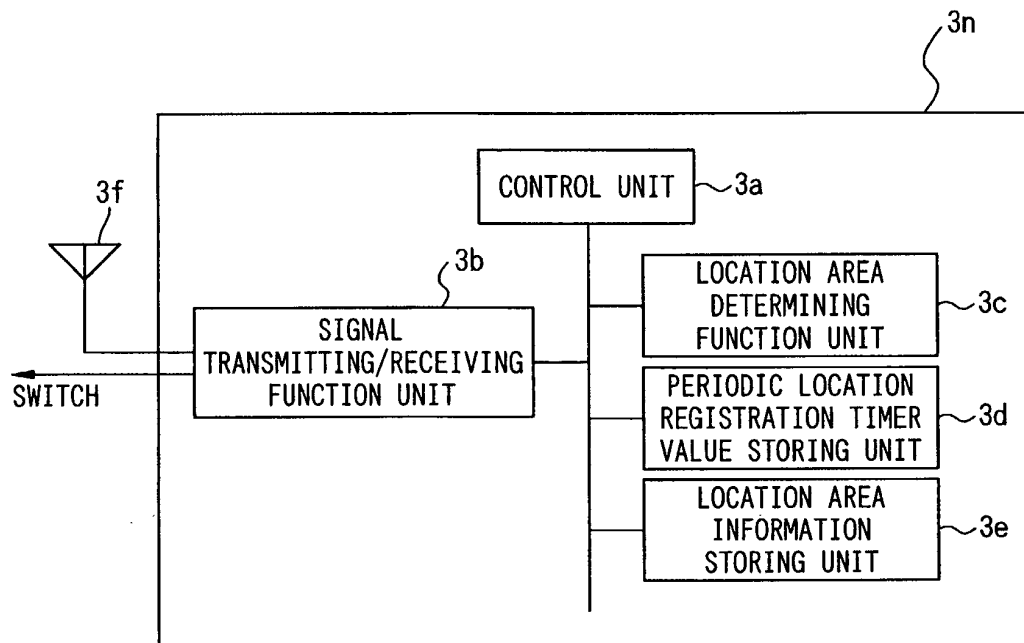 3n
CONTROL UNIT
3a
3f
3b
LOCATION AREA
DETERMINING
FUNCTION UNIT
3c
SIGNAL
TRANSMITTING/RECEIVING
FUNCTION UNIT
SWITCH
PERIODIC LOCATION
REGISTRATION TIMER
VALUE STORING UNIT
3d
LOCATION AREA
INFORMATION
STORING UNIT
3e